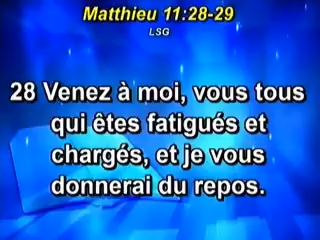 Matthieu 11:28-29
LSG
28 Venez à moi, vous tous
qui êtes fatigués et
chargés, et je vous
donnerai du repos.